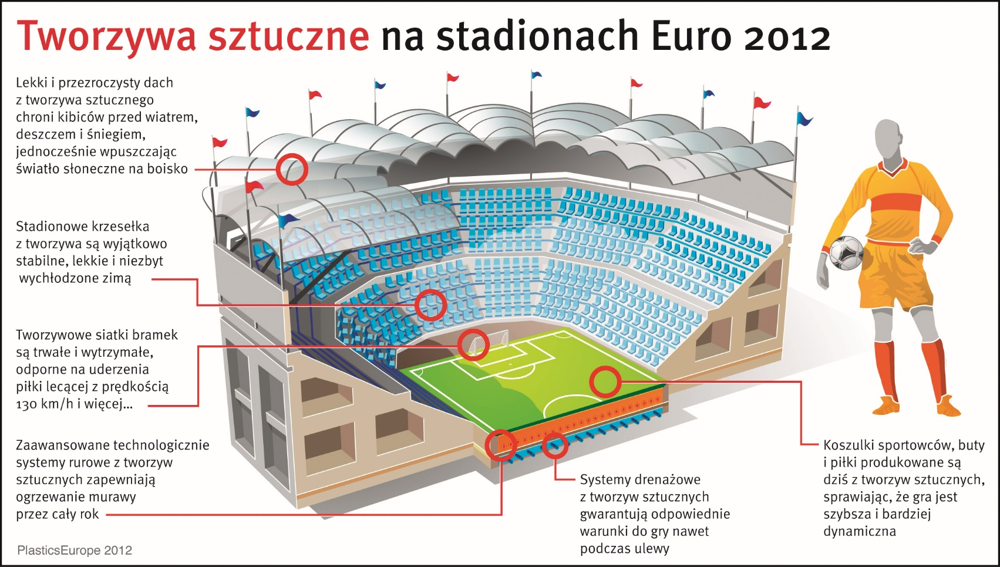 Tworzywa sztuczne na stadionach Euro 2012
Lekki i przezroczysty dach
z tworzywa sztucznego
chroni kibiców przed wiatrem,
deszczem i śniegiem,
jednocześnie wpuszczając
światło słoneczne na boisko
Stadionowe krzesełka
z tworzywa są wyjątkowo
stabilne, lekkie i niezbyt
wychłodzone zimą
Tworzywowe siatki bramek
są trwałe i wytrzymałe,
odporne na uderzenia
piłki lecącej z prędkością
130 km/h i więcej...
Zaawansowane technologicznie
systemy rurowe z tworzyw
sztucznych zapewniają
ogrzewanie murawy
przez cały rok
Systemy drenażowe
z tworzyw sztucznych
gwarantują odpowiednie
warunki do gry nawet
podczas ulewy
Koszulki sportowców, buty
i piłki produkowane są
dziś z tworzyw sztucznych,
sprawiając, że gra jest
szybsza i bardziej
dynamiczna
PlasticsEurope 2012